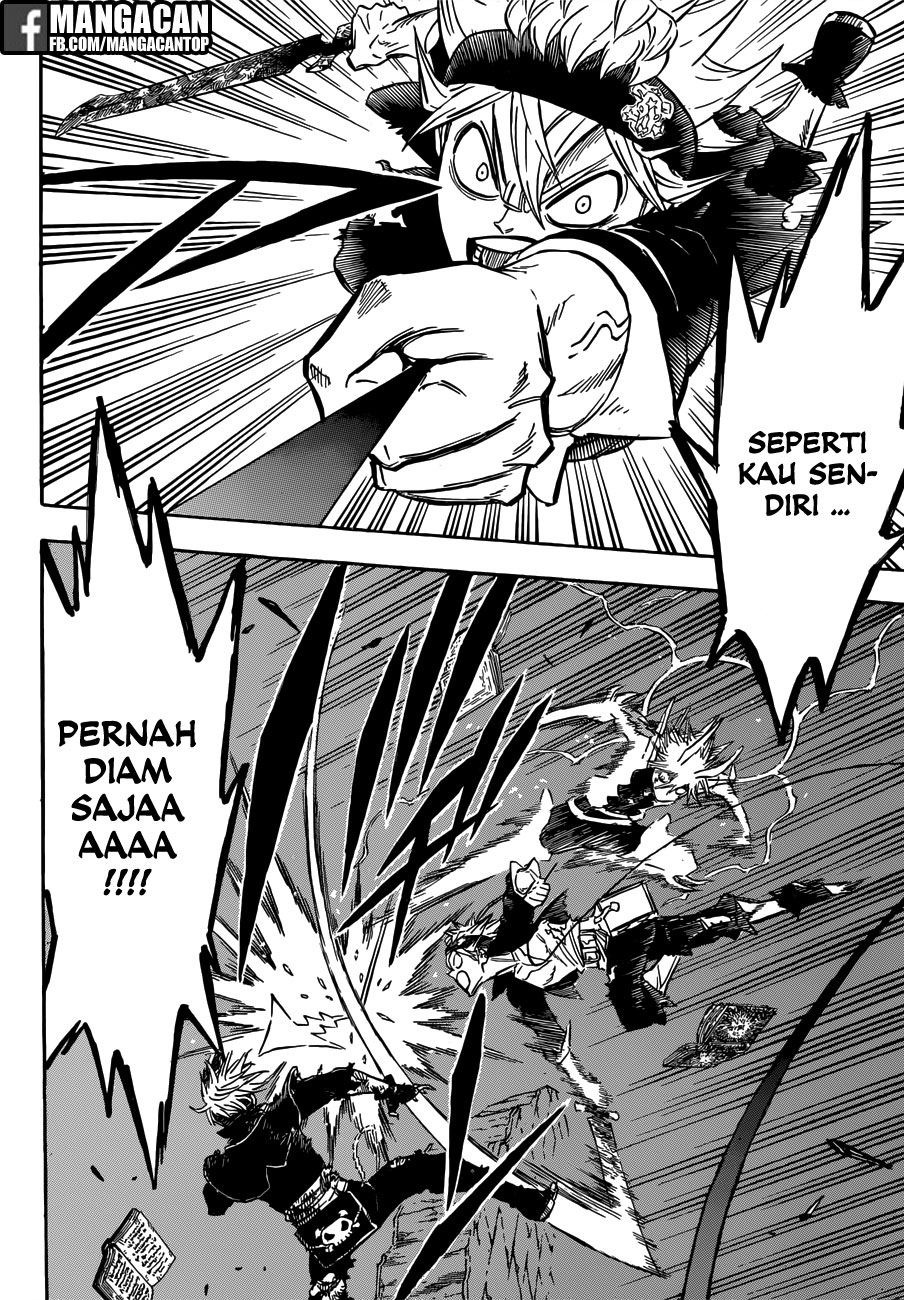 MANGACAN
FB.COM/MANGACANTOP
SEPERTI
KAU SEN-
DIRI ...
PERNAH
DIAM
SAJAA
AAAA
!!!!